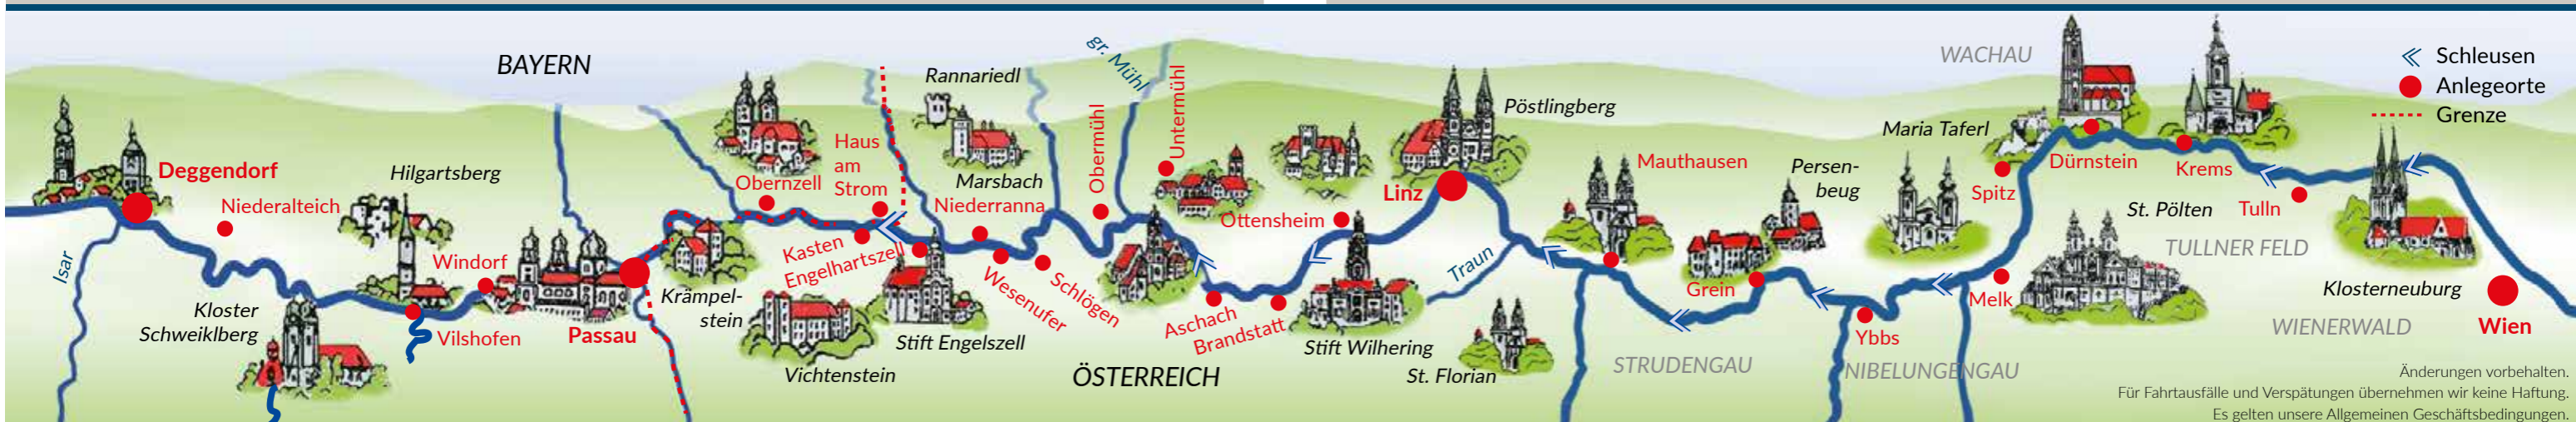 BAYERN
Deggendorf
Niederalteich
Isar
Hilgartsberg
Kloster
Schweiklberg
Windorf
Vilshofen
Passau
Krämpel-
stein
Obernzell
Haus
am
Strom
Kasten
Engelhartszell
Vichtenstein
Stift Engelszell
Rannariedl
Marsbach
Niederranna
Wesenufer
Schlögen
gr. Mühl
Obermühl
Untermühl
ÖSTERREICH
Aschach
Brandstatt
Ottensheim
Stift Wilhering
Linz
Pöstlingberg
Traun
St. Florian
Mauthausen
STRUDENGAU
Grein
Persen-
beug
Ybbs
NIBELUNGENGAU
Maria Taferl
Melk
WACHAU
Spitz
Dürnstein
Krems
St. Pölten
TULLNER FELD
Tulln
Klosterneuburg
WIENERWALD
Wien
Schleusen
Anlegeorte
Grenze
Änderungen vorbehalten.
Für Fahrtausfälle und Verspätungen übernehmen wir keine Haftung.
Es gelten unsere Allgemeinen Geschäftsbedingungen.